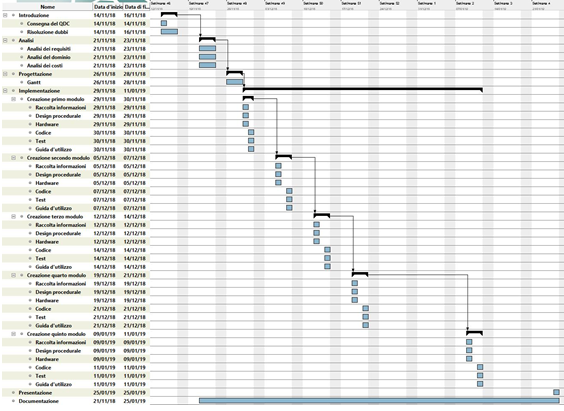 Nome Data d'inizio Data di fi...
Settimana 46 Settimana 47 Settimana 48 Settimana 49 Settimana 50 Settimana 51 Settimana 52 Settimana 1 Settimana 2 Settimana 3 Settimana 4
Introduzione 14/11/18 16/11/18
Consegna del QDC 14/11/18 14/11/18
Risoluzione dubbi 14/11/18 16/11/18
Analisi 21/11/18 23/11/18
Analisi dei requisiti 21/11/18 23/11/18
Analisi del dominio 21/11/18 23/11/18
Analisi dei costi 21/11/18 23/11/18
Progettazione 26/11/18 28/11/18
Gantt 26/11/18 28/11/18
Implementazione 29/11/18 11/01/19
Creazione primo modulo 29/11/18 30/11/18
Raccolta informazioni 29/11/18 29/11/18
Design procedurale 29/11/18 29/11/18
Hardware 29/11/18 29/11/18
Codice 30/11/18 30/11/18
Test 30/11/18 30/11/18
Guida d'utilizzo 30/11/18 30/11/18
Creazione secondo modulo 05/12/18 07/12/18
Raccolta informazioni 05/12/18 05/12/18
Design procedurale 05/12/18 05/12/18
Hardware 05/12/18 05/12/18
Codice 07/12/18 07/12/18
Test 07/12/18 07/12/18
Guida d'utilizzo 07/12/18 07/12/18
Creazione terzo modulo 12/12/18 14/12/18
Raccolta informazioni 12/12/18 12/12/18
Design procedurale 12/12/18 12/12/18
Hardware 12/12/18 12/12/18
Codice 14/12/18 14/12/18
Test 14/12/18 14/12/18
Guida d'utilizzo 14/12/18 14/12/18
Creazione quarto modulo 19/12/18 21/12/18
Raccolta informazioni 19/12/18 19/12/18
Design procedurale 19/12/18 19/12/18
Hardware 19/12/18 19/12/18
Codice 21/12/18 21/12/18
Test 21/12/18 21/12/18
Guida d'utilizzo 21/12/18 21/12/18
Creazione quinto modulo 09/01/19 11/01/19
Raccolta informazioni 09/01/19 09/01/19
Design procedurale 09/01/19 09/01/19
Hardware 09/01/19 09/01/19
Codice 11/01/19 11/01/19
Test 11/01/19 11/01/19
Guida d'utilizzo 11/01/19 11/01/19
Presentazione 25/01/19 25/01/19
Documentazione 21/11/18 25/01/19